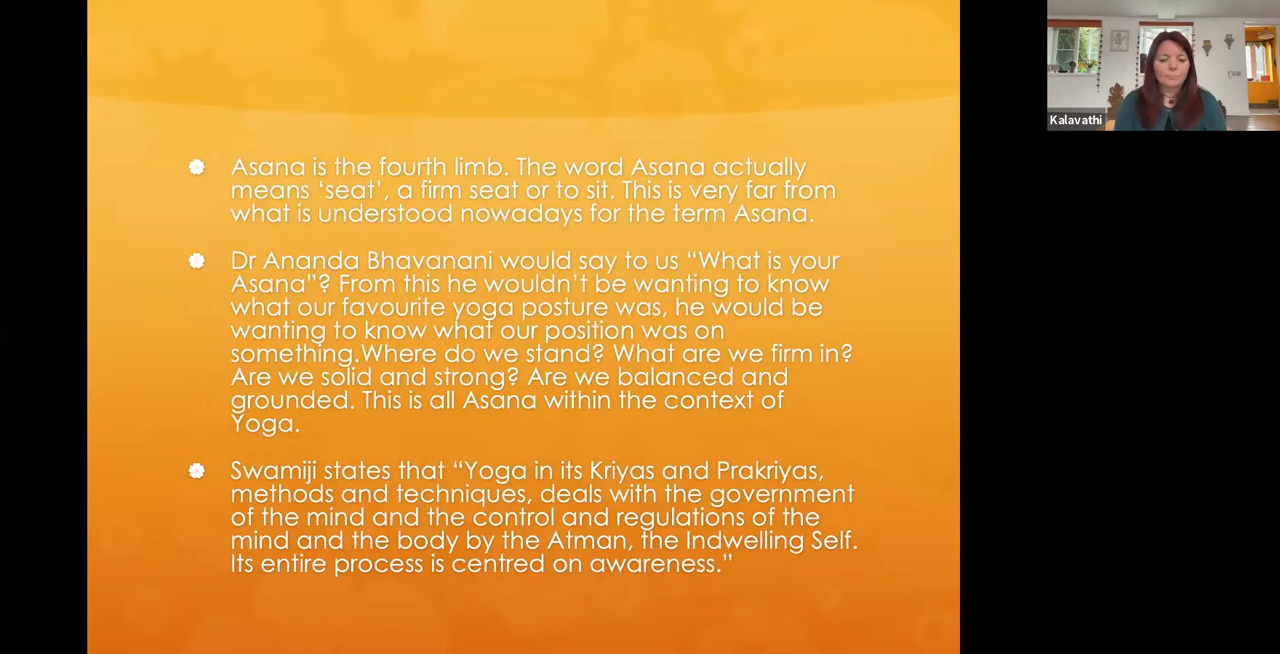 Asana is the fourth limb. The word Asana actually
means ‘seat’, a firm seat or to sit. This is very far from
what is understood nowadays for the term Asana.
Dr Ananda Bhavanani would say to us “What is your
Asana”? From this he wouldn’t be wanting to know
what our favourite yoga posture was, he would be
wanting to know what our position was on
something.Where do we stand? What are we firm in?
Are we solid and strong? Are we balanced and
grounded. This is all Asana within the context of
Yoga.
Swamiji states that “Yoga in its Kriyas and Prakriyas,
methods and techniques, deals with the government
of the mind and the control and regulations of the
mind and the body by the Atman, the Indwelling Self.
Its entire process is centred on awareness.”
Kalavathi